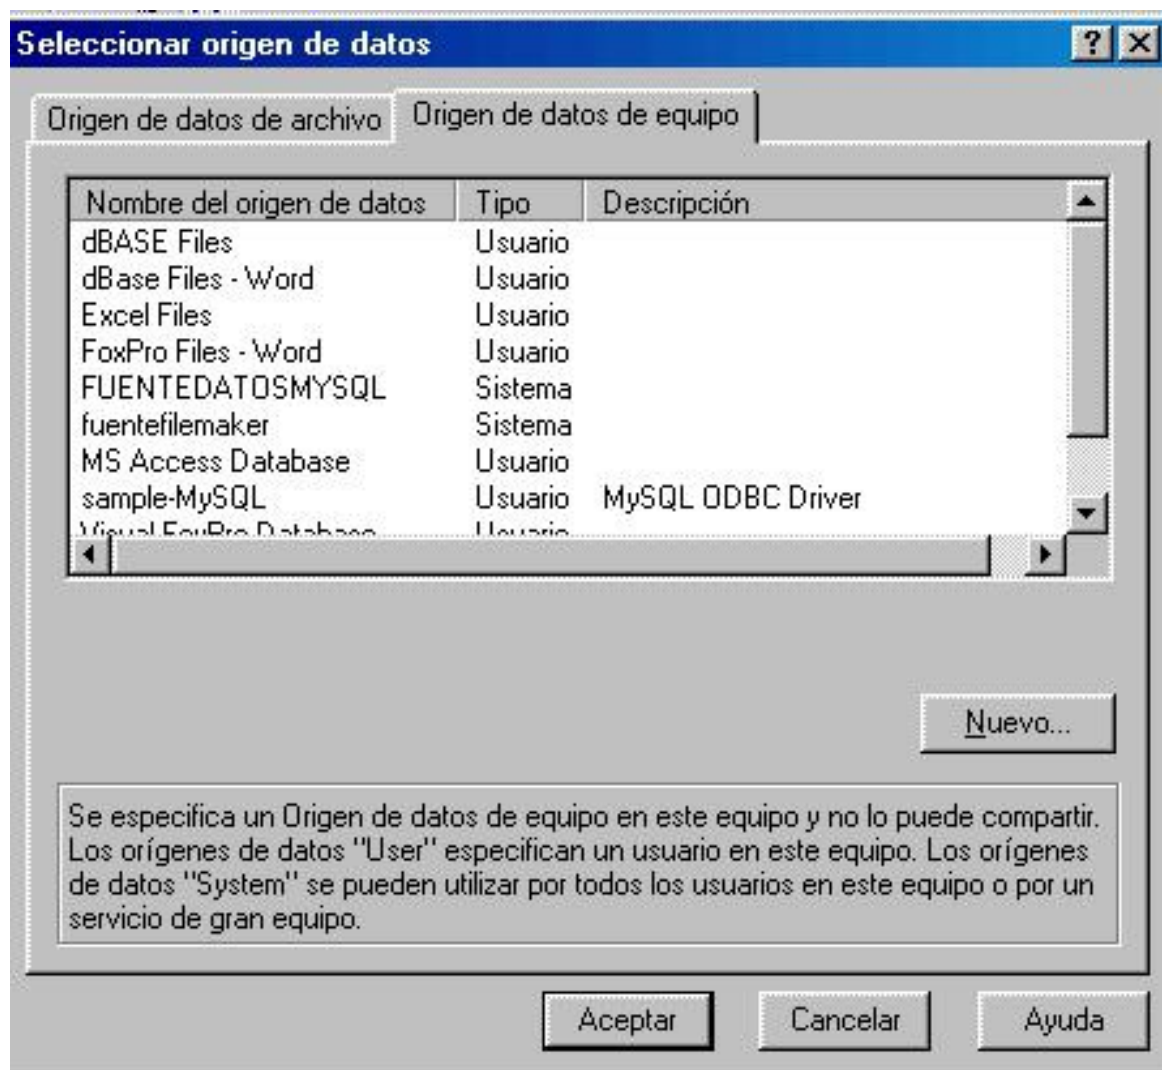 Seleccionar origen de datos
Origen de datos de archivo Origen de datos de equipo
Nombre del origen de datos Tipo Descripción
dBASE Files Usuario
dBase Files - Word Usuario
Excel Files Usuario
FoxPro Files - Word Usuario
FUENTEDATOSMYSQL Sistema
fuentefilemaker Sistema
MS Access Database Usuario
sample-MySQL Usuario MySQL ODBC Driver
Visual FoxPro Database Usuario
Nuevo...
Se especifica un Origen de datos de equipo en este equipo y no lo puede compartir.
Los orígenes de datos "User" especifican un usuario en este equipo. Los orígenes
de datos "System" se pueden utilizar por todos los usuarios en este equipo o por un
servicio de gran equipo.
Aceptar Cancelar Ayuda